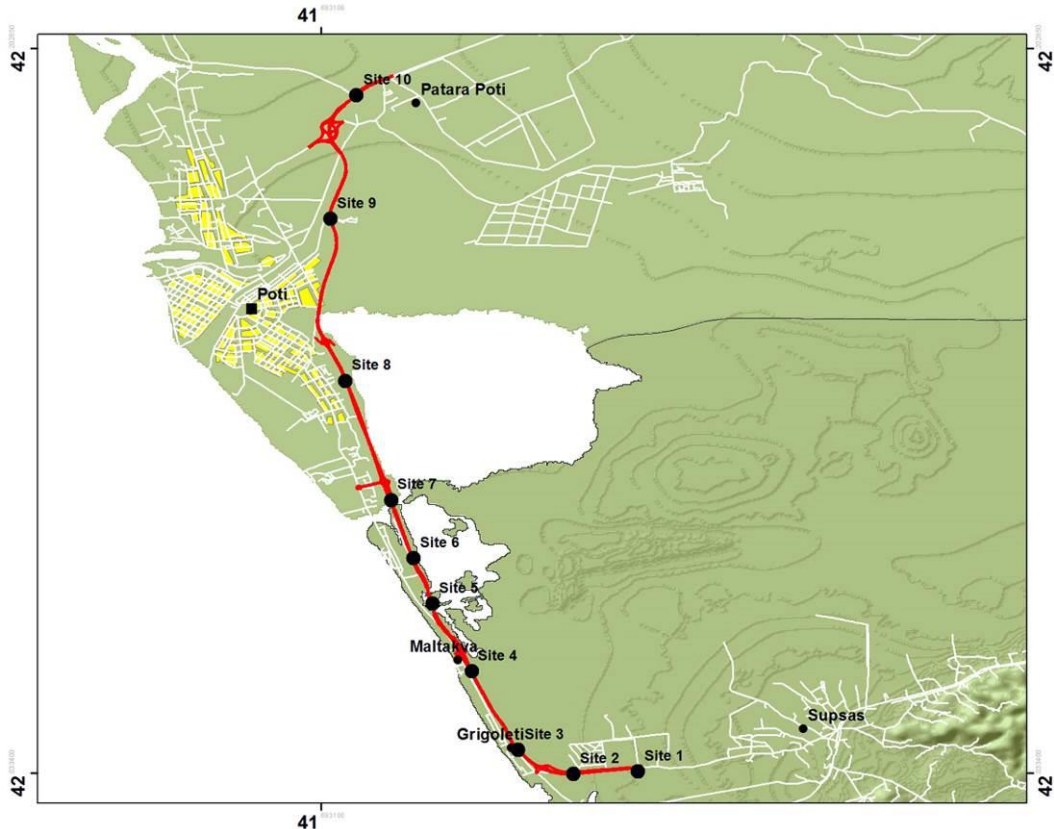 41
42
42
Site 10
Patara Poti
Site 9
Poti
Site 8
Site 7
Site 6
Site 5
Maltakva
Site 4
Supsas
Grigoleti
Site 3
Site 2
Site 1
42
42
41